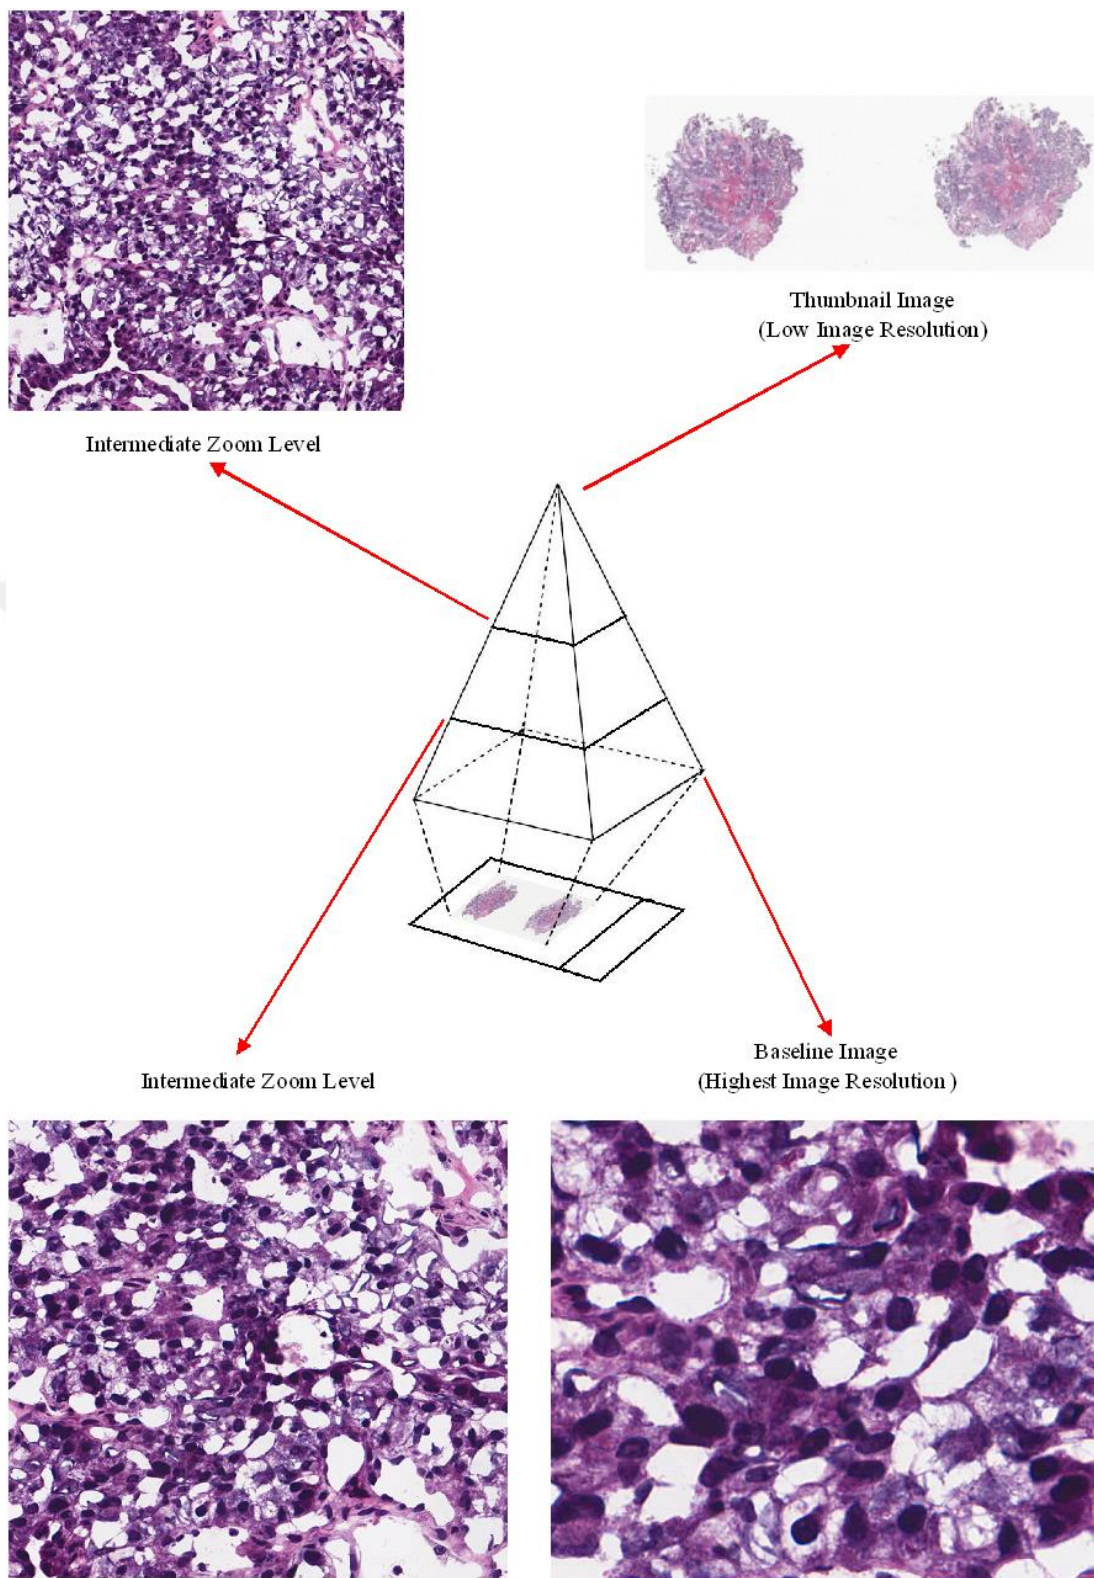 Thumbnail Image
(Low Image Resolution)
Intermediate Zoom Level
Intermediate Zoom Level
Baseline Image
(Highest Image Resolution )